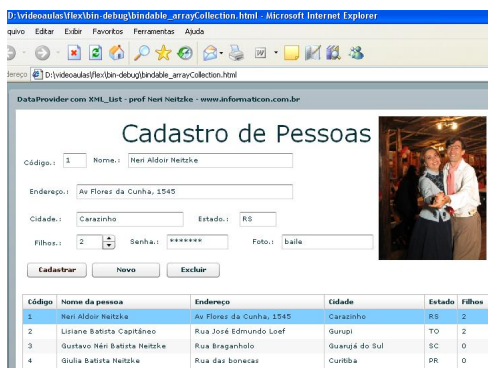 D:\videoaulas\flex\bin-debug\bindable_arrayCollection.html - Microsoft Internet Explorer
quivo Editar Exibir Favoritos Ferramentas Ajuda
dereço D:\videoaulas\flex\bin-debug\bindable_arrayCollection.html
DataProvider com XML_List - prof Neri Neitzke - www.informaticon.com.br
Cadastro de Pessoas
Código.: 1 Nome.: Neri Aldoir Neitzke
Endereço.: Av Flores da Cunha, 1545
Cidade.: Carazinho Estado.: RS
Filhos.: 2 Senha.: ******* Foto.: baile
Cadastrar Novo Excluir
Código Nome da pessoa Endereço Cidade Estado Filhos
1 Neri Aldoir Neitzke Av Flores da Cunha, 1545 Carazinho RS 2
2 Lisiane Batista Capitâneo Rua José Edmundo Loef Gurupi TO 2
3 Gustavo Néri Batista Neitzke Rua Braganholo Guarujá do Sul SC 0
4 Giulia Batista Neitzke Rua das bonecas Curitiba PR 0